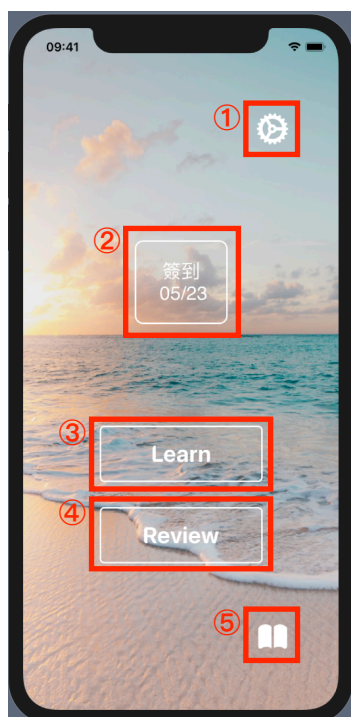 09:41
①
②
簽到
05/23
③
Learn
④
Review
⑤